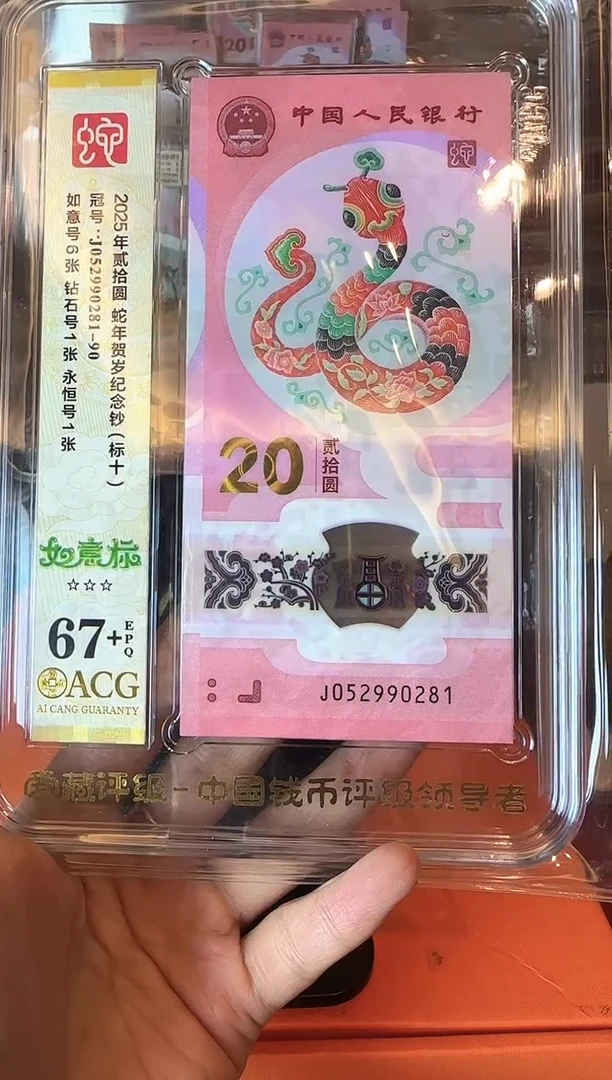 中国人民银行
蛇
20
贰拾圆
J052990281
蛇
2025年贰拾圆 蛇年贺岁纪念钞（标十）
冠号：J052990281-90
如意号6张 钻石号1张 永恒号1张
如意标
67+EPQ
ACG
AI CANG GUARANTY
爱藏评级－中国钱币评级领导者